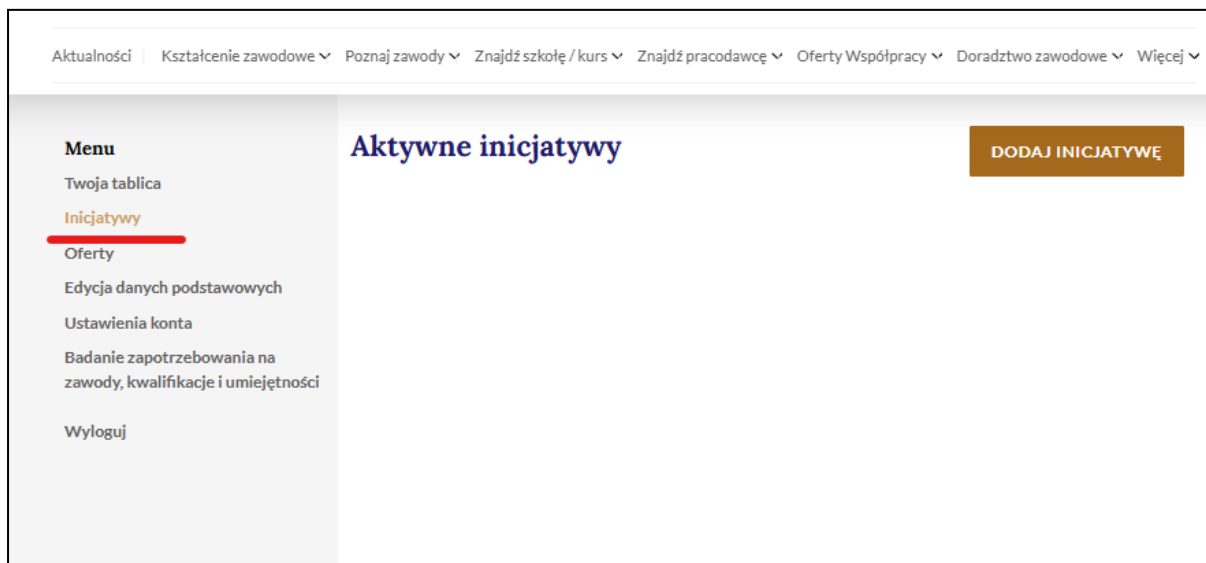 Aktualności Kształcenie zawodowe Poznaj zawody Znajdź szkołę / kurs Znajdź pracodawcę Oferty Współpracy Doradztwo zawodowe Więcej
Menu
Twoja tablica
Inicjatywy
Oferty
Edycja danych podstawowych
Ustawienia konta
Badanie zapotrzebowania na
zawody, kwalifikacje i umiejętności
Wyloguj
Aktywne inicjatywy
DODAJ INICJATYWĘ